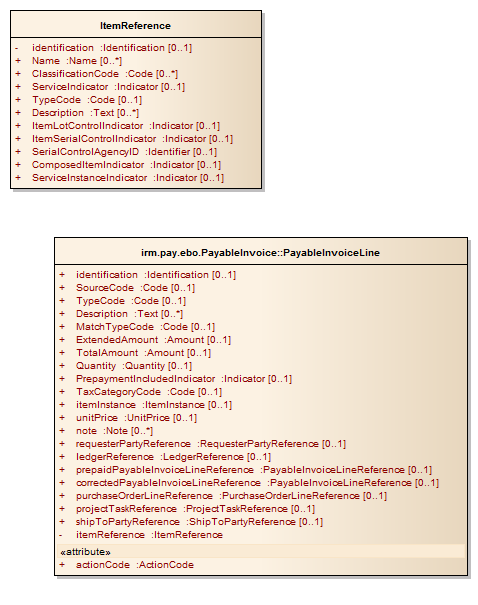 ItemReference
- identification :Identification [0..1]
+ Name :Name [0..*]
+ ClassificationCode :Code [0..*]
+ ServiceIndicator :Indicator [0..1]
+ TypeCode :Code [0..1]
+ Description :Text [0..*]
+ ItemLotControlIndicator :Indicator [0..1]
+ ItemSerialControlIndicator :Indicator [0..1]
+ SerialControlAgencyID :Identifier [0..1]
+ ComposedItemIndicator :Indicator [0..1]
+ ServiceInstanceIndicator :Indicator [0..1]
irm.pay.ebo.PayableInvoice::PayableInvoiceLine
+ identification :Identification [0..1]
+ SourceCode :Code [0..1]
+ TypeCode :Code [0..1]
+ Description :Text [0..*]
+ MatchTypeCode :Code [0..1]
+ ExtendedAmount :Amount [0..1]
+ TotalAmount :Amount [0..1]
+ Quantity :Quantity [0..1]
+ PrepaymentIncludedIndicator :Indicator [0..1]
+ TaxCategoryCode :Code [0..1]
+ itemInstance :ItemInstance [0..1]
+ unitPrice :UnitPrice [0..1]
+ note :Note [0..*]
+ requesterPartyReference :RequesterPartyReference [0..1]
+ ledgerReference :LedgerReference [0..1]
+ prepaidPayableInvoiceLineReference :PayableInvoiceLineReference [0..1]
+ correctedPayableInvoiceLineReference :PayableInvoiceLineReference [0..1]
+ purchaseOrderLineReference :PurchaseOrderLineReference [0..1]
+ projectTaskReference :ProjectTaskReference [0..1]
+ shipToPartyReference :ShipToPartyReference [0..1]
- itemReference :ItemReference
«attribute»
+ actionCode :ActionCode